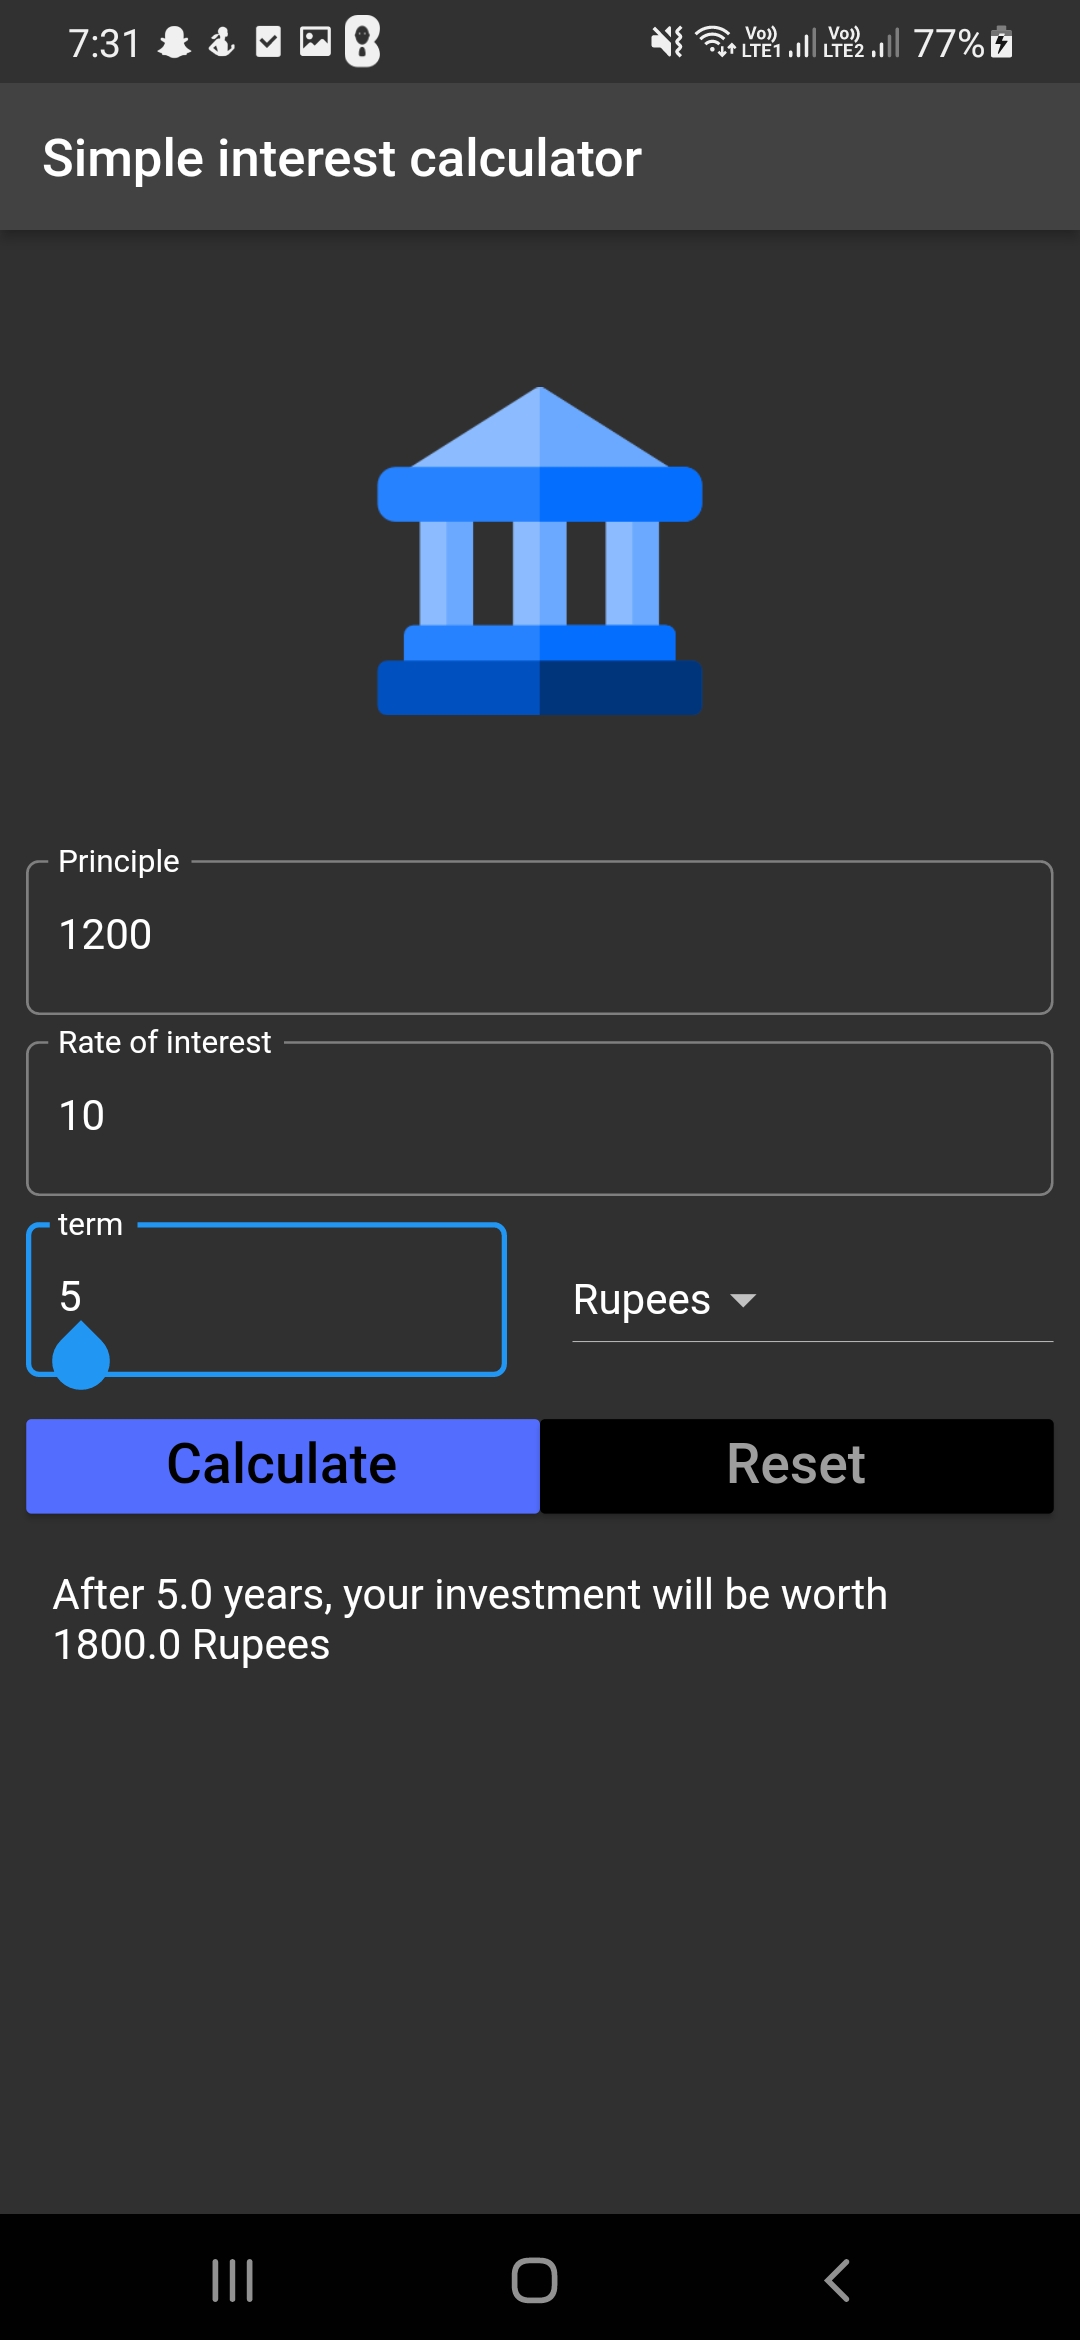 7:31
Vo))
LTE1
Vo))
LTE2
77%
Simple interest calculator
Principle
1200
Rate of interest
10
term
5
Rupees
Calculate
Reset
After 5.0 years, your investment will be worth
1800.0 Rupees